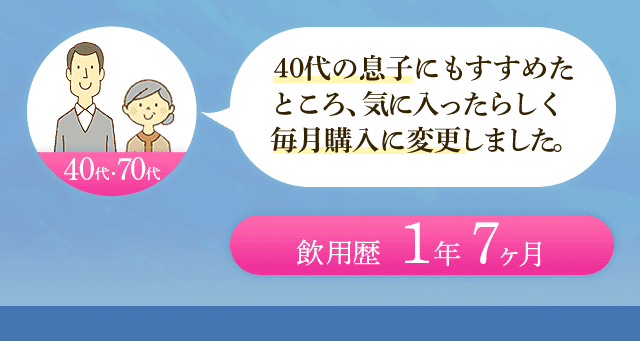 40代の息子にもすすめた
ところ、気に入ったらしく
毎月購入に変更しました。
40代・70代
飲用歴 1年7ヶ月